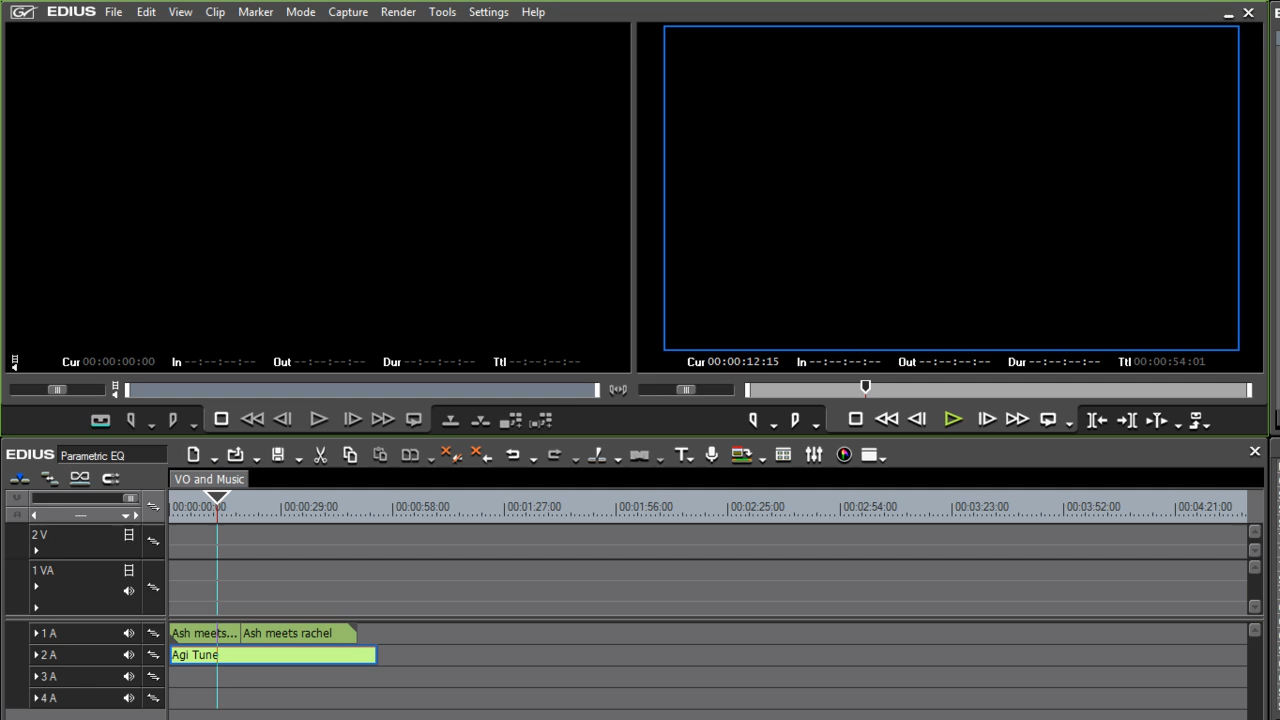 EDIUS File Edit View Clip Marker Mode Capture Render Tools Settings Help
Cur 00:00:00:00 In --:--:--:-- Out --:--:--:-- Dur --:--:--:-- Ttl --:--:--:--
Cur 00:00:12:15 In --:--:--:-- Out --:--:--:-- Dur --:--:--:-- Ttl 00:00:54:01
EDIUS Parametric EQ
VO and Music
00:00:00:00 00:00:29:00 00:00:58:00 00:01:27:00 00:01:56:00 00:02:25:00 00:02:54:00 00:03:23:00 00:03:52:00 00:04:21:00
2 V
1 VA
1 A Ash meets... Ash meets rachel
2 A Agi Tune
3 A
4 A